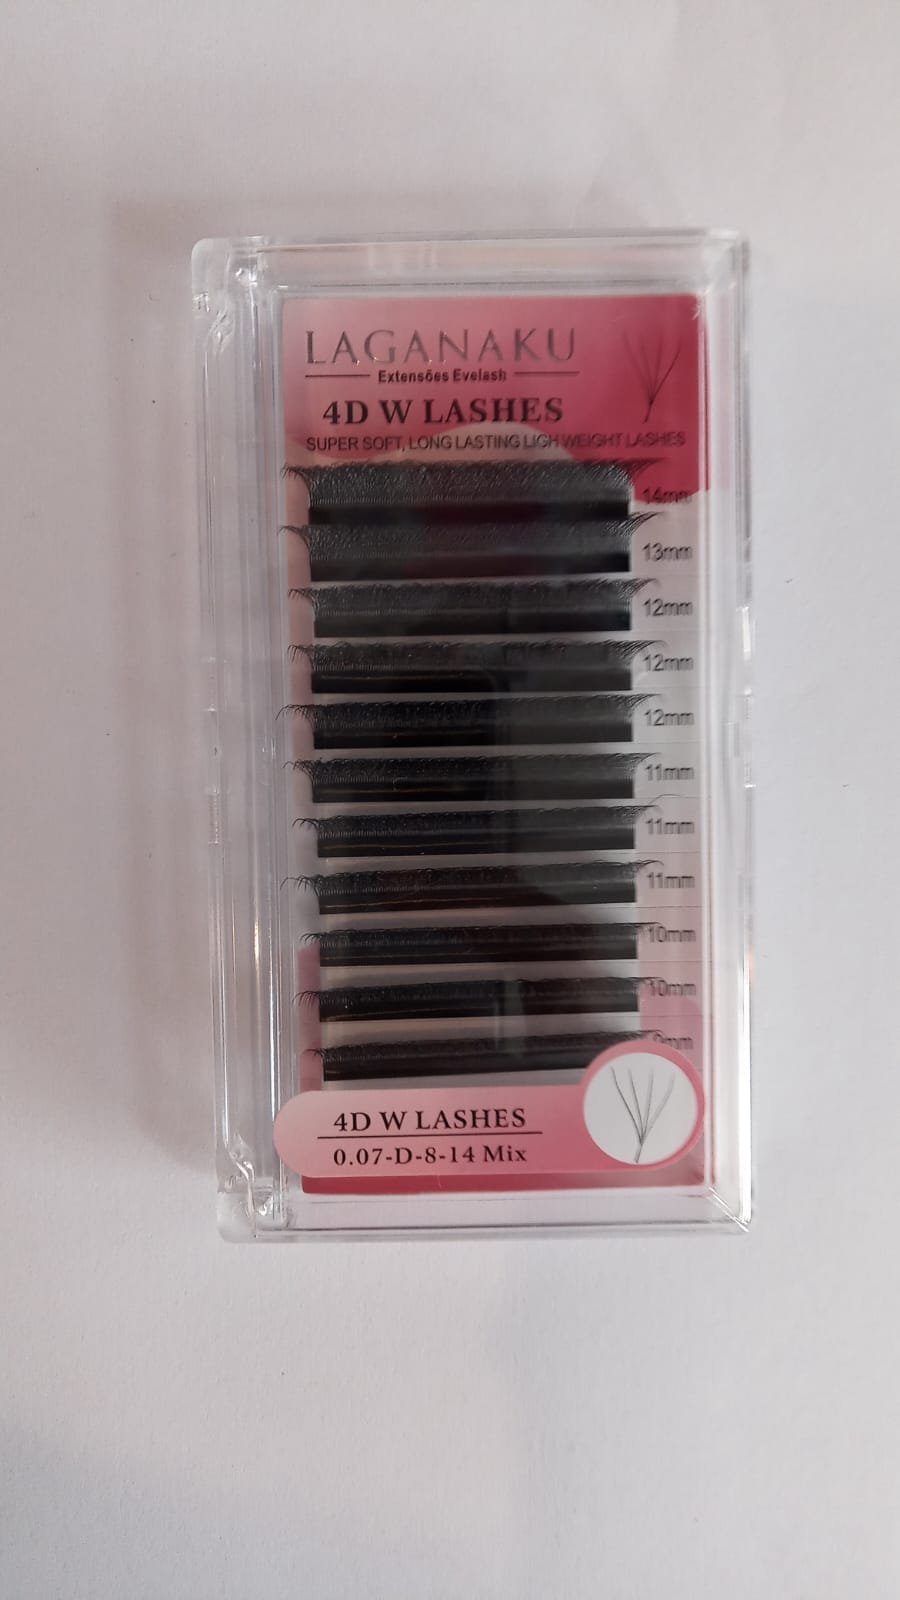 LAGANAKU
Extensões Evelash
4D W LASHES
SUPER SOFT, LONG LASTING LIGH WEIGHT LASHES
14mm
13mm
12mm
12mm
12mm
11mm
11mm
11mm
10mm
10mm
9mm
4D W LASHES
0.07-D-8-14 Mix